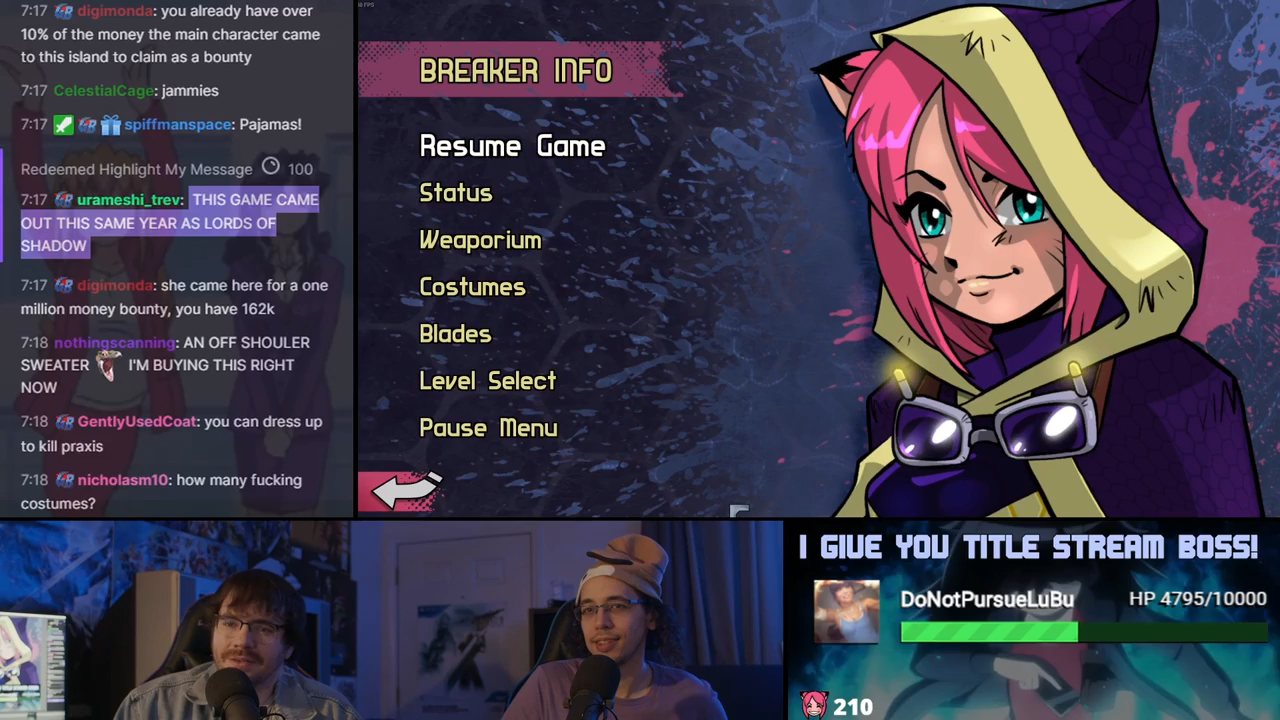 7:17 digimonda: you already have over
10% of the money the main character came
to this island to claim as a bounty
7:17 CelestialCage: jammies
7:17 spiffmanspace: Pajamas!
Redeemed Highlight My Message 100
7:17 urameshi_trev: THIS GAME CAME
OUT THIS SAME YEAR AS LORDS OF
SHADOW
7:17 digimonda: she came here for a one
million money bounty, you have 162k
7:18 nothingscanning: AN OFF SHOULER
SWEATER I'M BUYING THIS RIGHT
NOW
7:18 GentlyUsedCoat: you can dress up
to kill praxis
7:18 nicholasm10: how many fucking
costumes?
BREAKER INFO
Resume Game
Status
Weaporium
Costumes
Blades
Level Select
Pause Menu
I GIVE YOU TITLE STREAM BOSS!
DoNotPursueLuBu HP 4795/10000
210